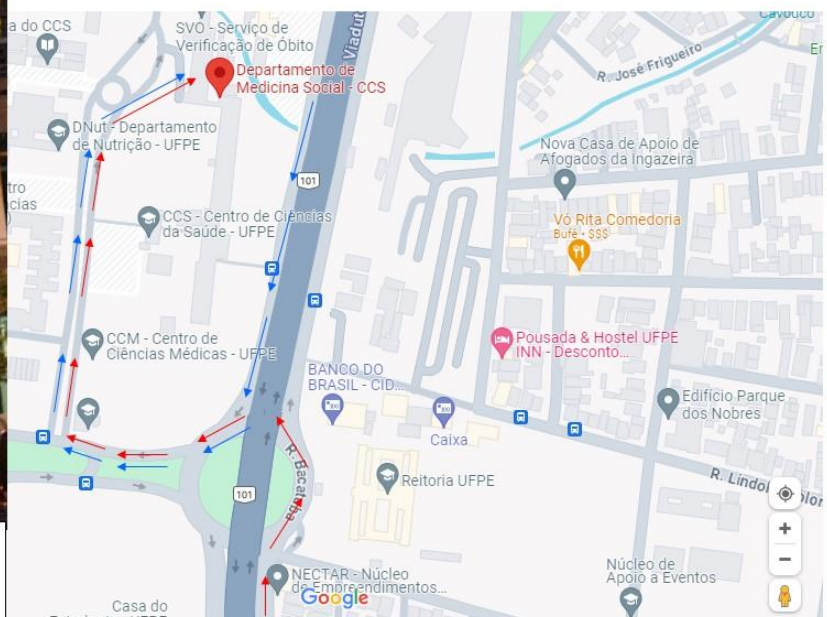 a do CCS
SVO - Serviço de
Verificação de Óbito
Departamento de
Medicina Social - CCS
Viaduto
Cavouco
R. José Frigueiro
DNut - Departamento
de Nutrição - UFPE
101
Nova Casa de Apoio de
Afogados da Ingazeira
tro
cias
CCS - Centro de Ciências
da Saúde - UFPE
Vó Rita Comedoria
Bufê • $$$
CCM - Centro de
Ciências Médicas - UFPE
Pousada & Hostel UFPE
INN - Desconto...
BANCO DO
BRASIL - CID...
Caixa
Edifício Parque
dos Nobres
R. Bacatuba
Reitoria UFPE
101
NECTAR - Núcleo
de Empreendimentos...
Google
Núcleo de
Apoio a Eventos
Casa do